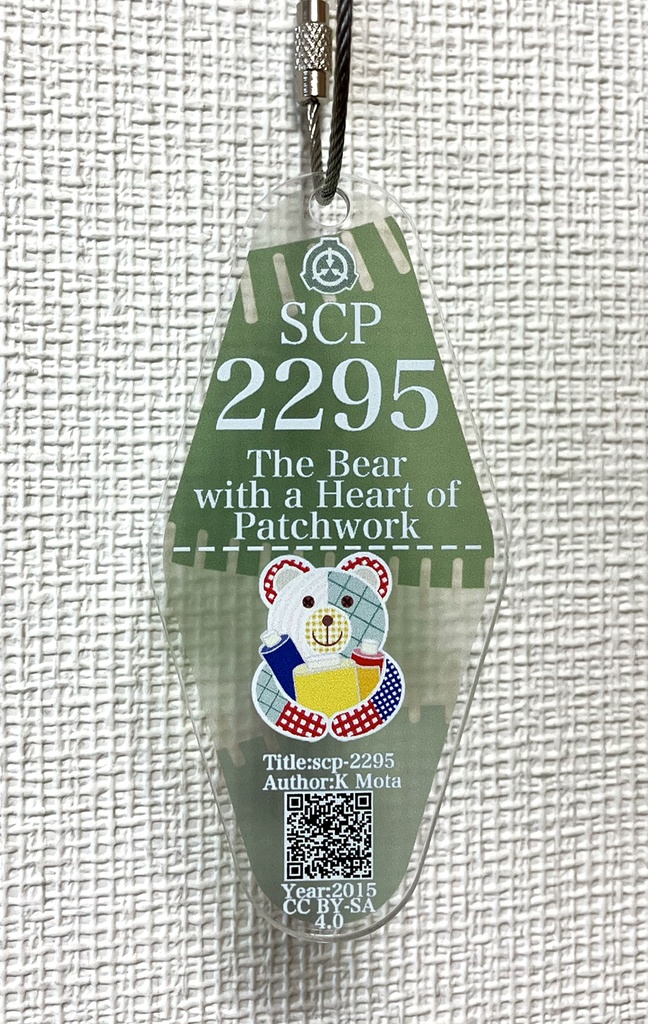 SCP
2295
The Bear
with a Heart of
Patchwork
Title:scp-2295
Author:K Mota
Year:2015
CC BY-SA
4.0